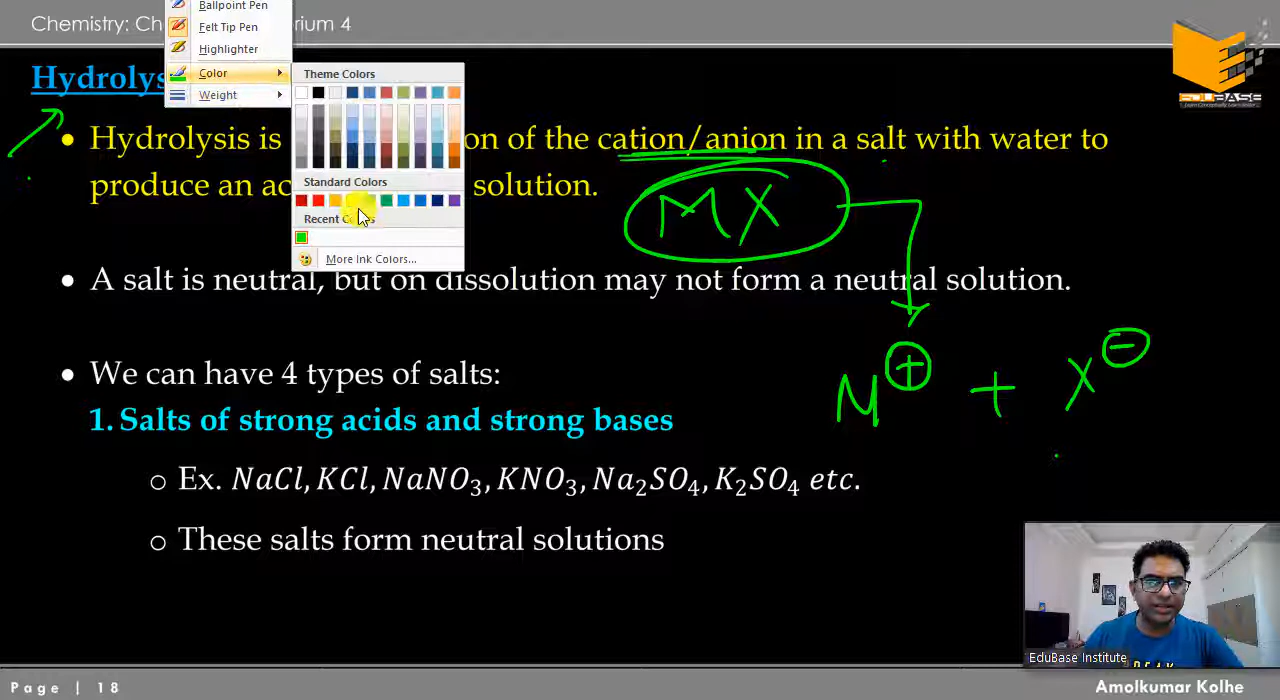 Chemistry: Ch
rium 4
Ballpoint Pen
Felt Tip Pen
Highlighter
Color
Weight
Theme Colors
Standard Colors
Recent
More Ink Colors...
EDUBASE
Hydrolys
• Hydrolysis is on of the cation/anion in a salt with water to
produce an ac solution.
MX
• A salt is neutral, but on dissolution may not form a neutral solution.
M⊕ + X⊖
• We can have 4 types of salts:
1. Salts of strong acids and strong bases
○ Ex. NaCl, KCl, NaNO₃, KNO₃, Na₂SO₄, K₂SO₄ etc.
○ These salts form neutral solutions
EduBase Institute
Page | 18
Amolkumar Kolhe